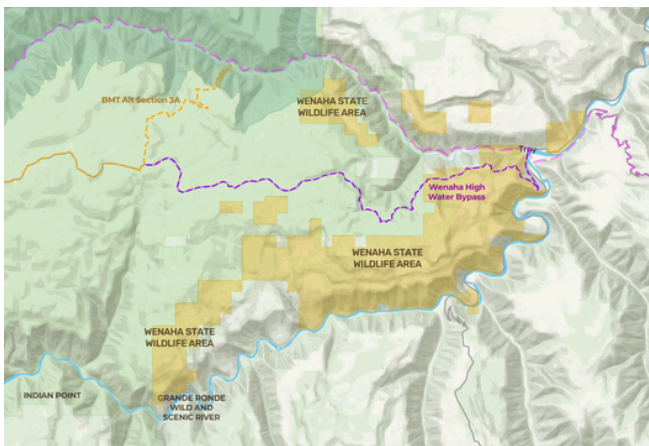 BMT Alt Section 3A
WENAHA STATE
WILDLIFE AREA
Troy
Wenaha High
Water Bypass
WENAHA STATE
WILDLIFE AREA
WENAHA STATE
WILDLIFE AREA
INDIAN POINT
GRANDE RONDE
WILD AND
SCENIC RIVER